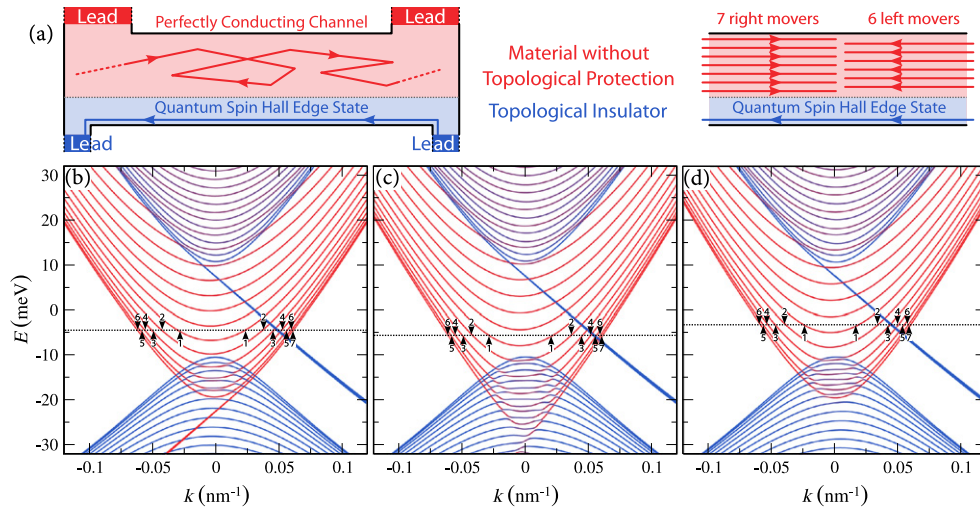 (a)
Lead
Perfectly Conducting Channel
Lead
Quantum Spin Hall Edge State
Lead
Lead
Material without
Topological Protection
Topological Insulator
7 right movers
6 left movers
Quantum Spin Hall Edge State
(b)
(c)
(d)
E (meV)
30
20
10
0
-10
-20
-30
6 4 2 2 4 6
5 3 1 1 3 5 7
6 4 2 2 4 6
5 3 1 1 3 5 7
6 4 2 2 4 6
5 3 1 1 3 5 7
-0.1 -0.05 0 0.05 0.1
-0.1 -0.05 0 0.05 0.1
-0.1 -0.05 0 0.05 0.1
k (nm⁻¹)
k (nm⁻¹)
k (nm⁻¹)